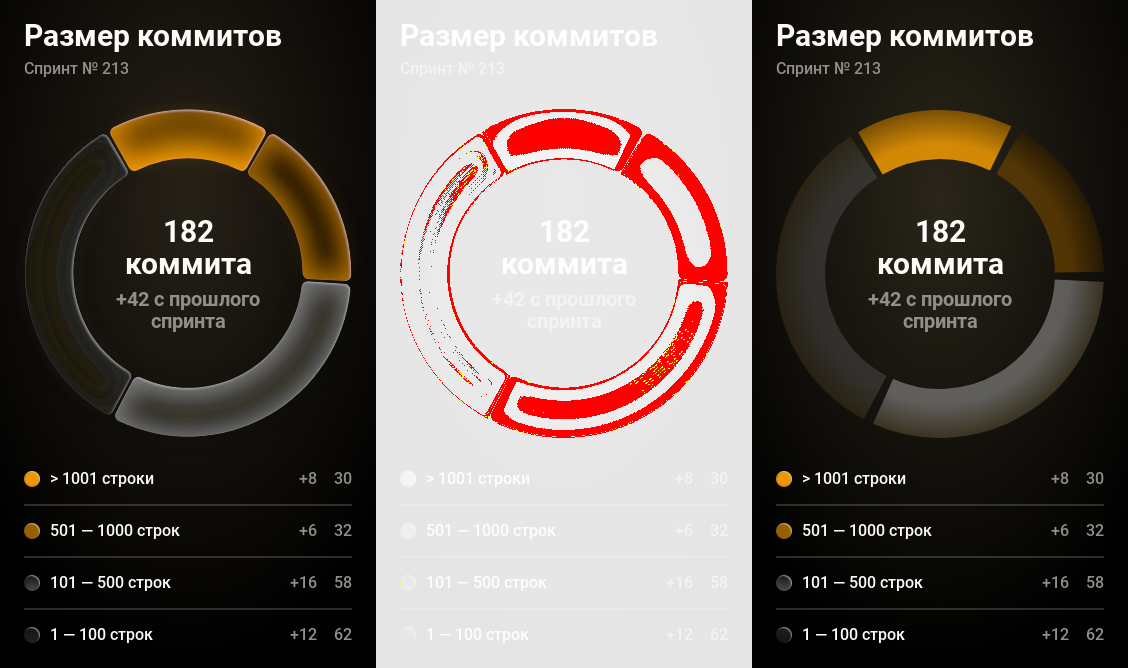 Размер коммитов
Спринт № 213
182
коммита
+42 с прошлого
спринта
> 1001 строки +8 30
501 — 1000 строк +6 32
101 — 500 строк +16 58
1 — 100 строк +12 62
Размер коммитов
Спринт № 213
182
коммита
+42 с прошлого
спринта
> 1001 строки +8 30
501 — 1000 строк +6 32
101 — 500 строк +16 58
1 — 100 строк +12 62
Размер коммитов
Спринт № 213
182
коммита
+42 с прошлого
спринта
> 1001 строки +8 30
501 — 1000 строк +6 32
101 — 500 строк +16 58
1 — 100 строк +12 62